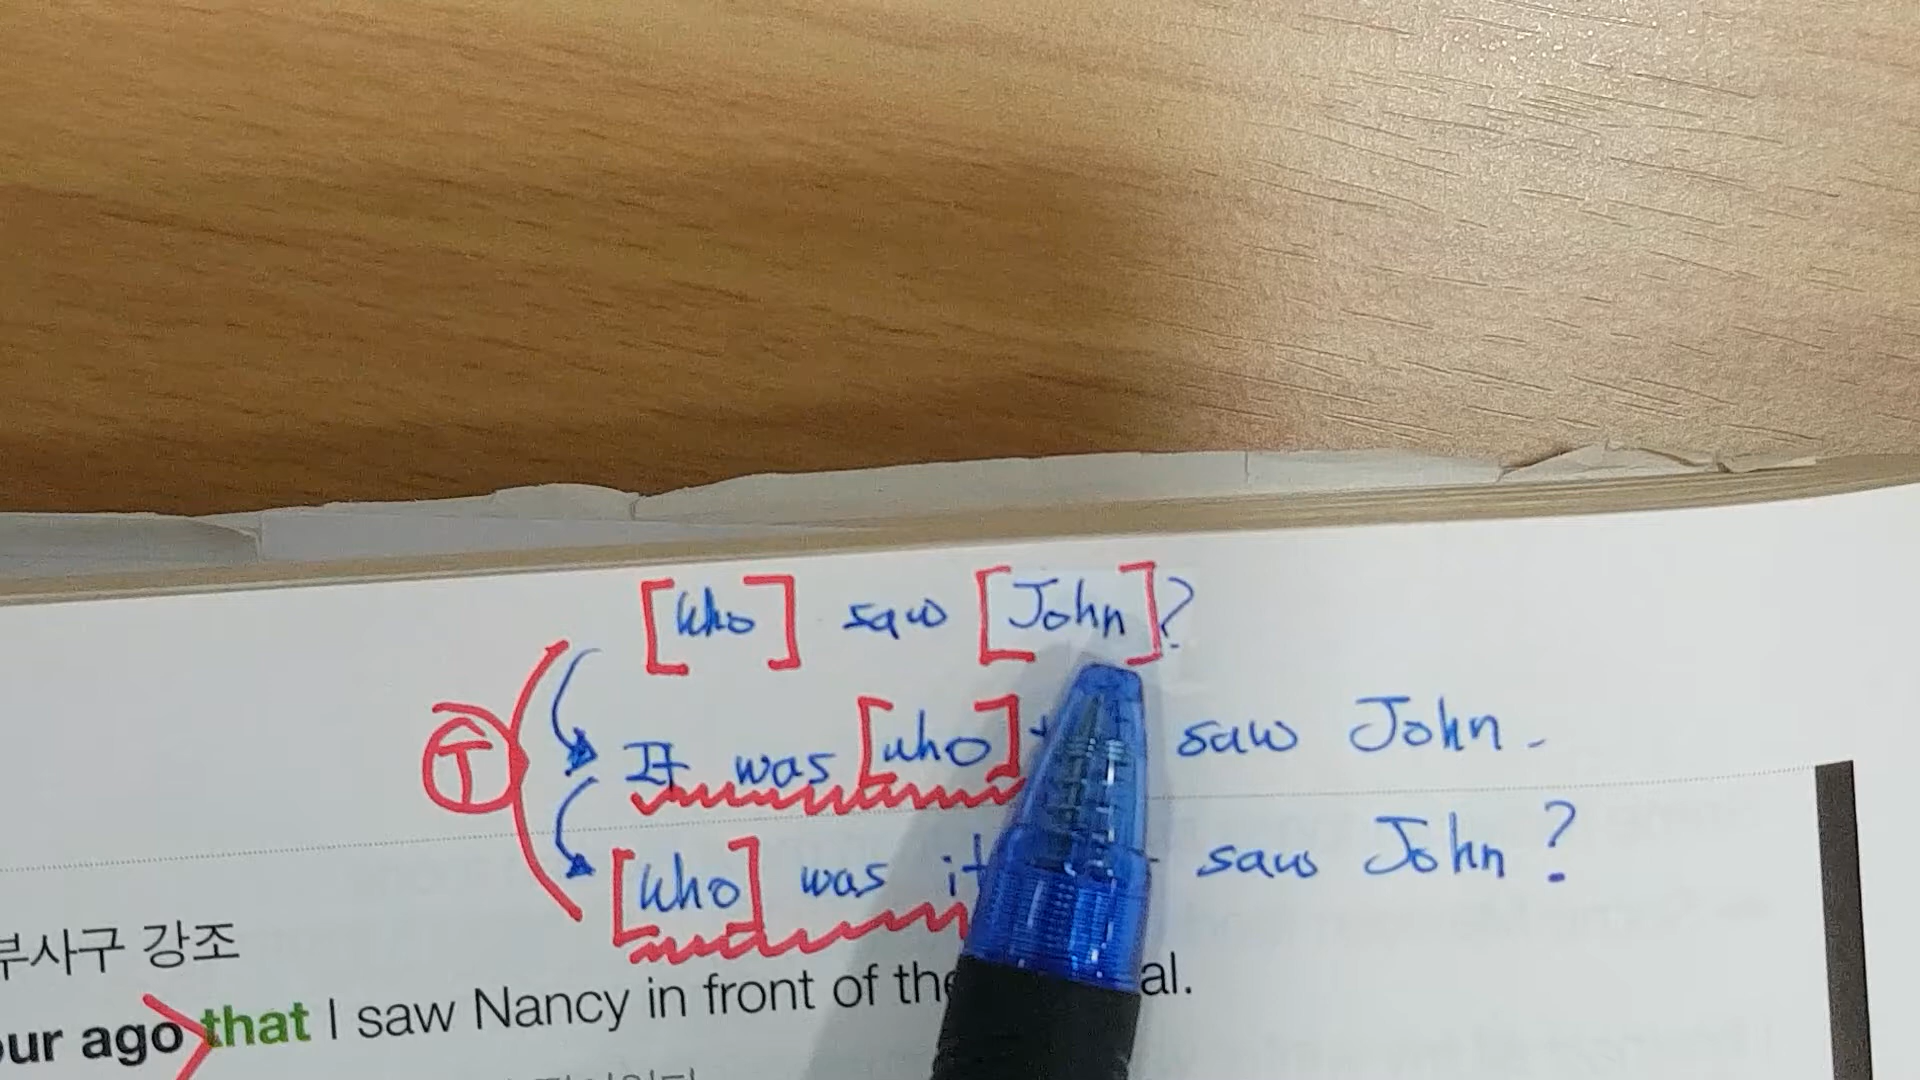 [Who] saw [John]?
It was [who] saw John.
Ⓣ
[Who] was it saw John?
부사구 강조
our ago that I saw Nancy in front of the al.